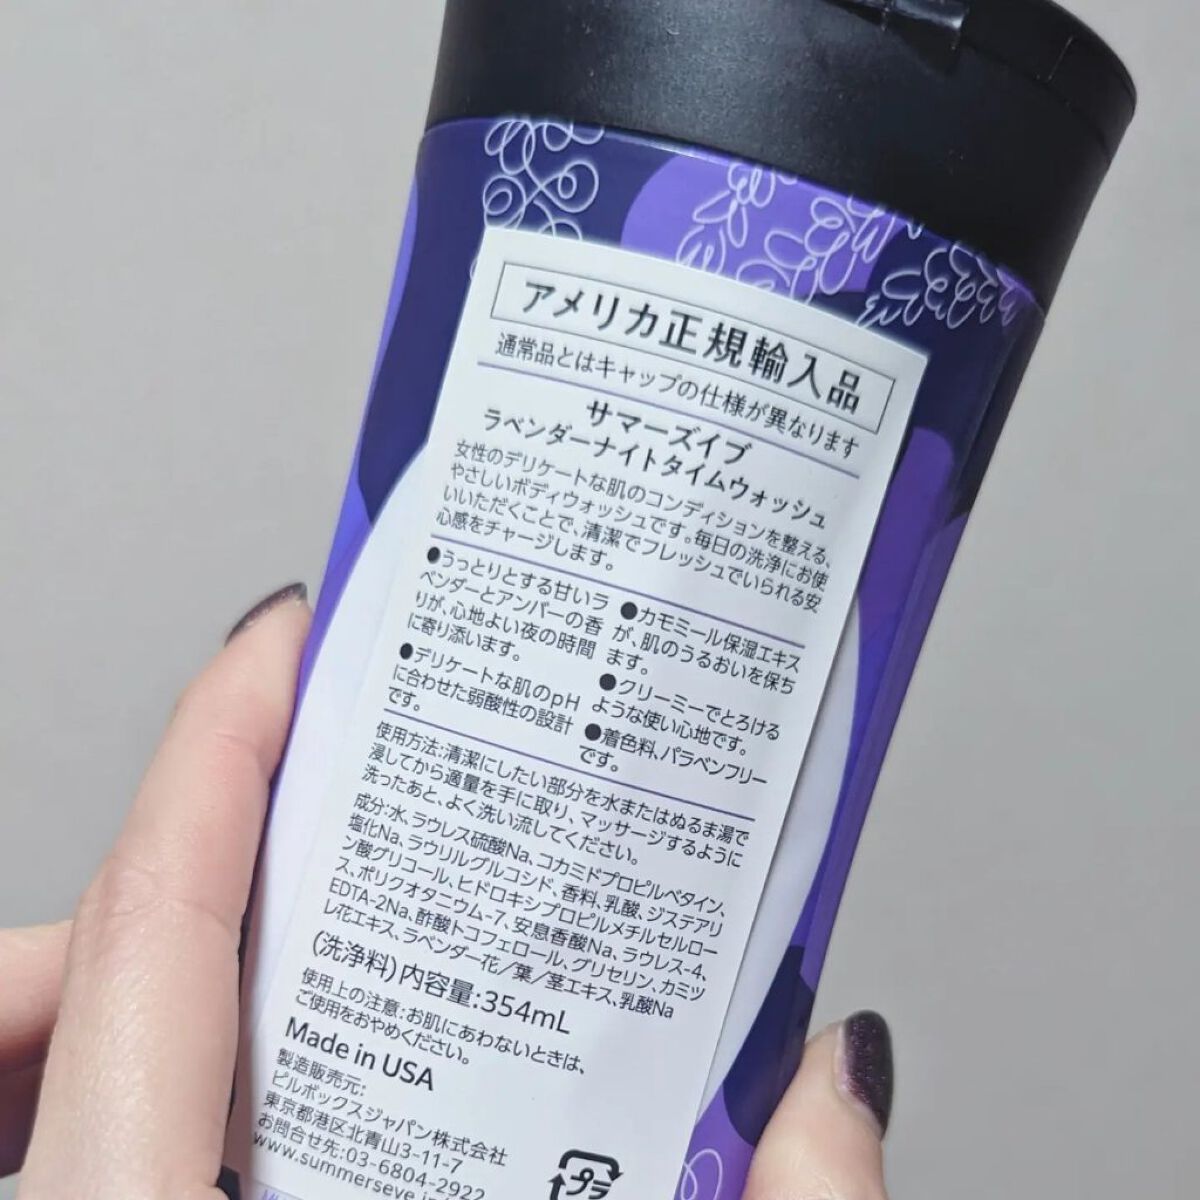 アメリカ正規輸入品
通常品とはキャップの仕様が異なります
サマーズイブ
ラベンダーナイトタイムウォッシュ
女性のデリケートな肌のコンディションを整える、
やさしいボディウォッシュです。毎日の洗浄にお使
いいただくことで、清潔でフレッシュでいられる安
心感をチャージします。
●うっとりとする甘いラ
ベンダーとアンバーの香
りが、心地よい夜の時間
に寄り添います。
●デリケートな肌のpH
に合わせた弱酸性の設計
です。
●カモミール保湿エキス
が、肌のうるおいを保ち
ます。
●クリーミーでとろける
ような使い心地です。
●着色料、パラベンフリー
です。
使用方法:清潔にしたい部分を水またはぬるま湯で
浸してから適量を手に取り、マッサージするように
洗ったあと、よく洗い流してください。
成分:水、ラウレス硫酸Na、コカミドプロピルベタイン、
塩化Na、ラウリルグルコシド、香料、乳酸、ジステアリ
ン酸グリコール、ヒドロキシプロピルメチルセルロー
ス、ポリクオタニウム-7、安息香酸Na、ラウレス-4、
EDTA-2Na、酢酸トコフェロール、グリセリン、カミツ
レ花エキス、ラベンダー花/葉/茎エキス、乳酸Na
(洗浄料)内容量:354mL
使用上の注意:お肌にあわないときは、
ご使用をおやめください。
Made in USA
製造販売元:
ピルボックスジャパン株式会社
東京都港区北青山3-11-7
お問合せ先:03-6804-2922
www.summerseve
プラ